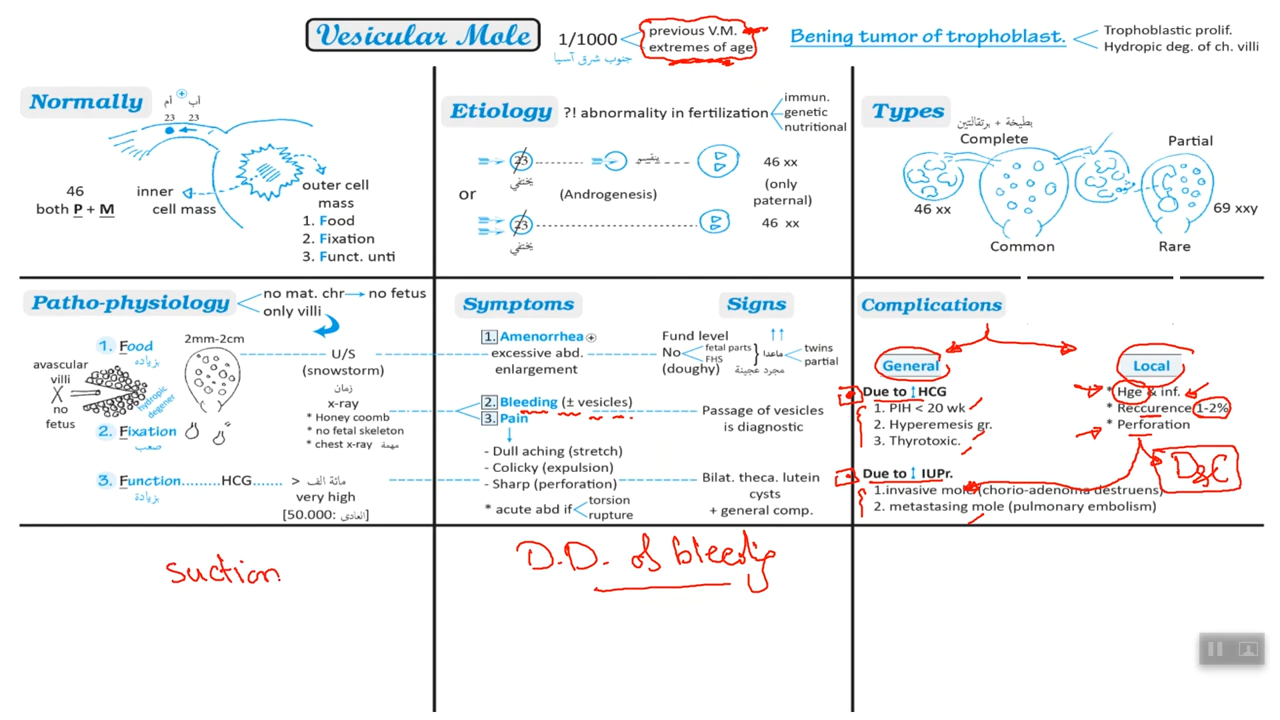 Vesicular Mole
1/1000
previous V.M.
extremes of age
جنوب شرق آسيا
Bening tumor of trophoblast.
Trophoblastic prolif.
Hydropic deg. of ch. villi
Normally
أم + أب
23 23
46
both P + M
inner
cell mass
outer cell
mass
1. Food
2. Fixation
3. Funct. unti
Etiology
?! abnormality in fertilization
immun.
genetic
nutritional
23
يختفي
ينقسم
46 xx
(only
paternal)
or
(Androgenesis)
23
يختفي
46 xx
Types
بطيخة + برتقالتين
Complete
Partial
46 xx
69 xxy
Common
Rare
Patho-physiology
no mat. chr → no fetus
only villi
1. Food
بزيادة
2mm-2cm
avascular
villi
no
fetus
hydropic
degener
2. Fixation
صعب
3. Function.........HCG........
بزيادة
U/S
(snowstorm)
زمان
x-ray
* Honey coomb
* no fetal skeleton
* chest x-ray مهمة
> مائة الف
very high
[50.000: العادى]
Symptoms
1. Amenorrhea +
excessive abd.
enlargement
2. Bleeding (± vesicles)
3. Pain
- Dull aching (stretch)
- Colicky (expulsion)
- Sharp (perforation)
* acute abd if
torsion
rupture
Signs
Fund level ↑↑
No
fetal parts
FHS
ماعدا
twins
partial
(doughy) مجرد عجينة
Passage of vesicles
is diagnostic
Bilat. theca. lutein
cysts
+ general comp.
Complications
General
Due to ↑ HCG
1. PIH < 20 wk
2. Hyperemesis gr.
3. Thyrotoxic.
Due to ↑ IUPr.
1.invasive mole (chorio-adenoma destruens)
2. metastasing mole (pulmonary embolism)
Local
* Hge & inf.
* Reccurence 1-2%
* Perforation
D&C
suction
D.D. of bleeding